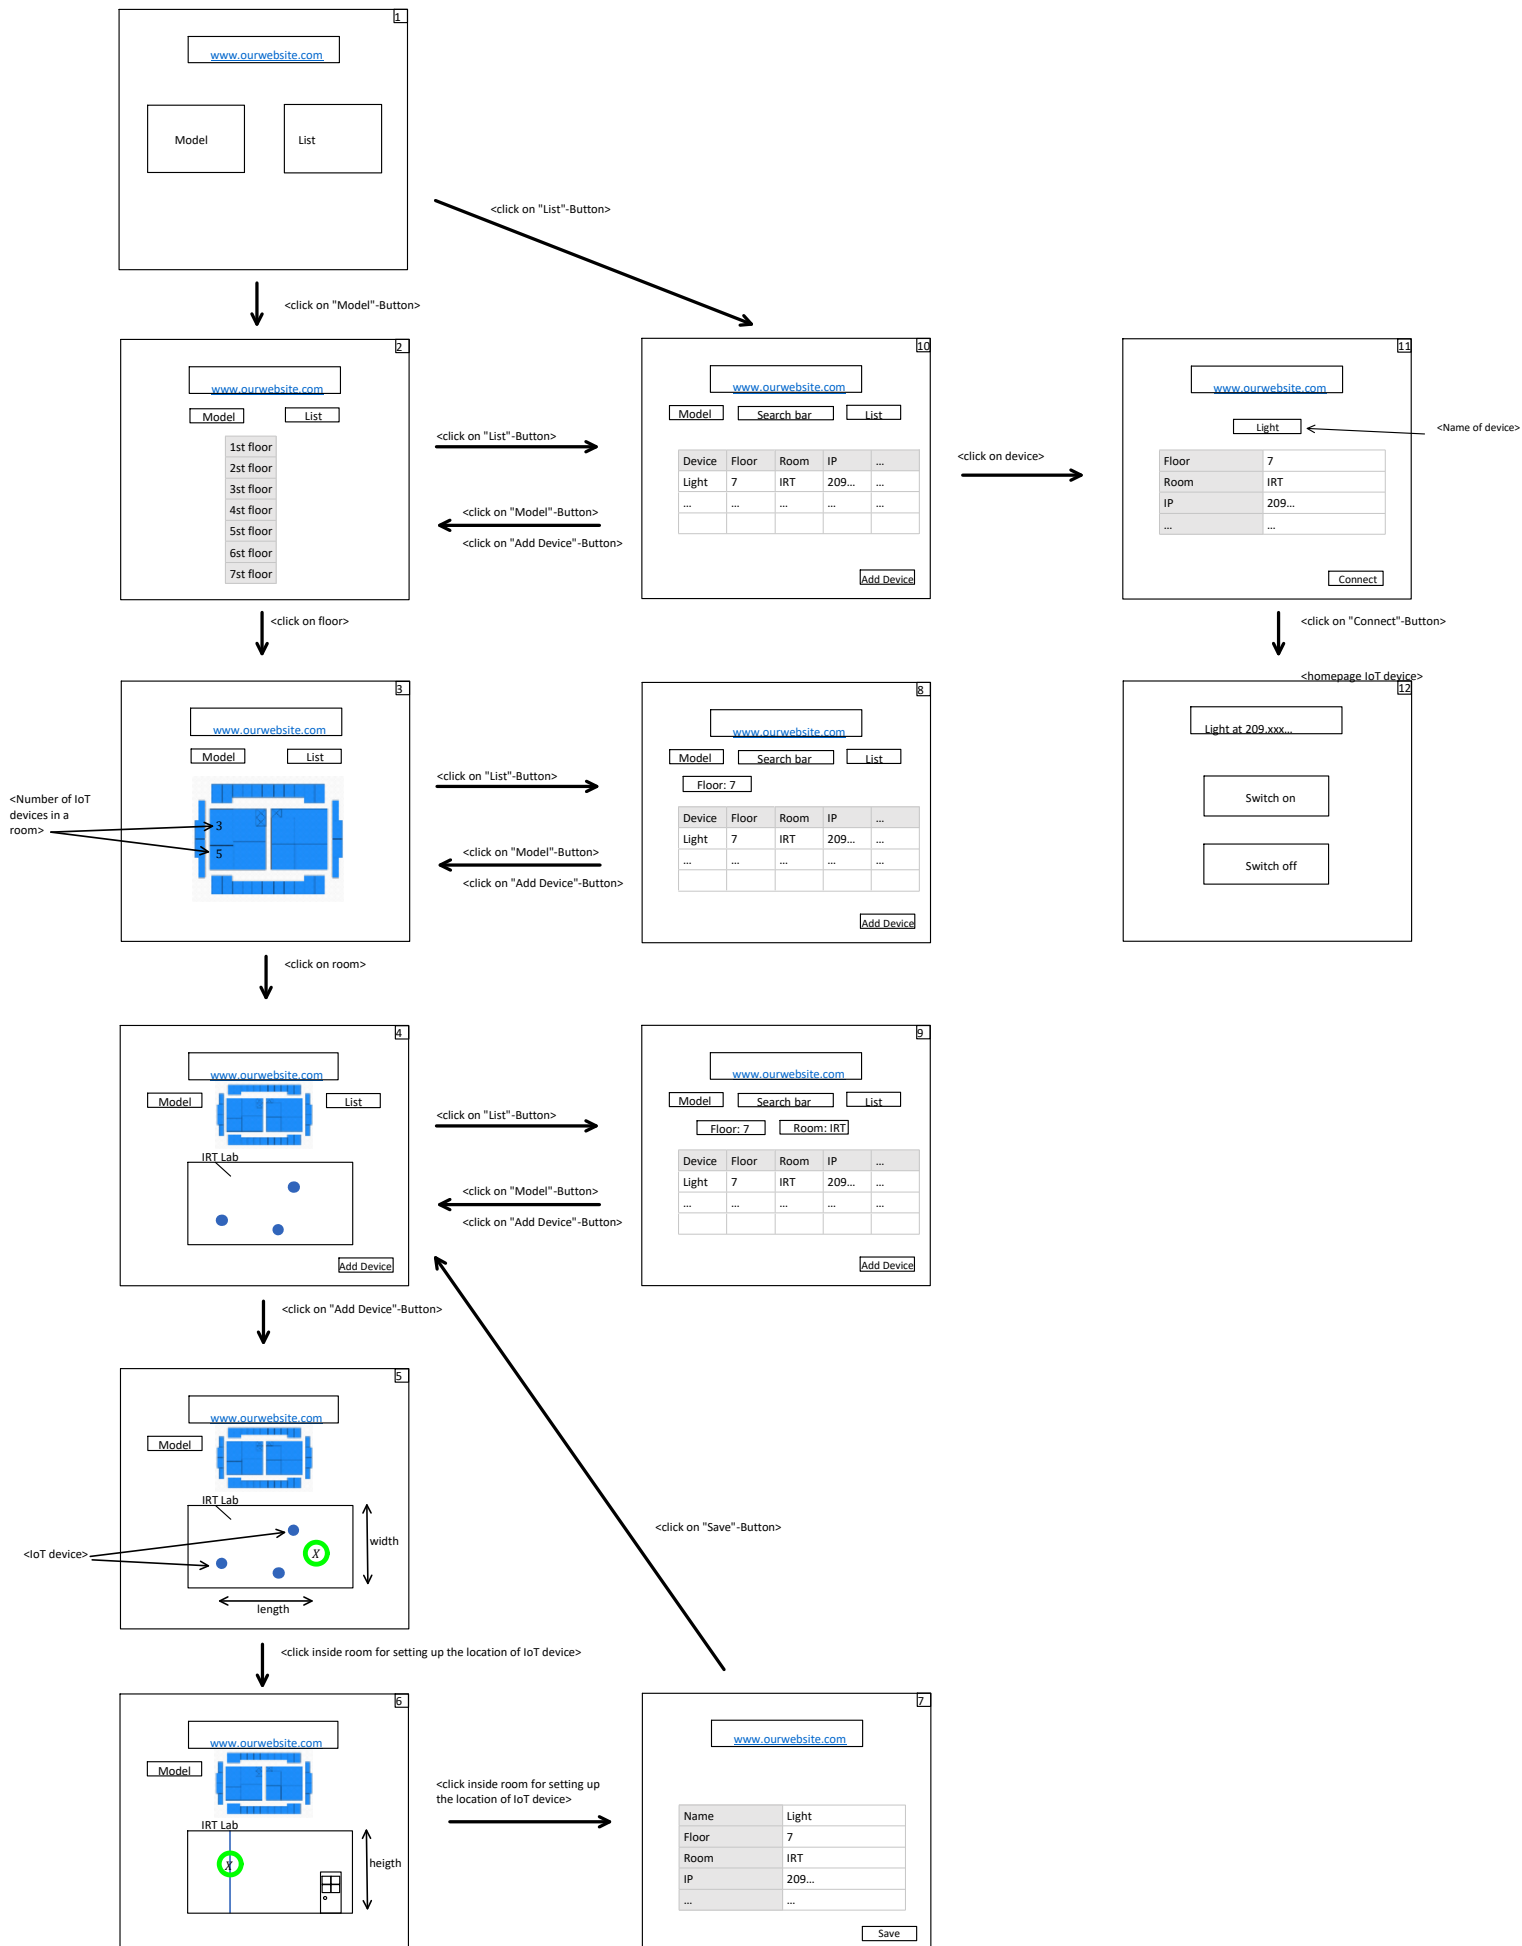 1
www.ourwebsite.com
Model
List
<click on "List"-Button>
<click on "Model"-Button>
2
www.ourwebsite.com
Model
List
1st floor
2st floor
3st floor
4st floor
5st floor
6st floor
7st floor
<click on "List"-Button>
<click on "Model"-Button>
<click on "Add Device"-Button>
10
www.ourwebsite.com
Model
Search bar
List
Device Floor Room IP ...
Light 7 IRT 209... ...
... ... ... ... ...
Add Device
<click on device>
11
www.ourwebsite.com
Light
<Name of device>
Floor 7
Room IRT
IP 209...
... ...
Connect
<click on floor>
<click on "Connect"-Button>
<homepage IoT device>
3
www.ourwebsite.com
Model
List
<Number of IoT
devices in a
room>
3
5
<click on "List"-Button>
<click on "Model"-Button>
<click on "Add Device"-Button>
8
www.ourwebsite.com
Model
Search bar
List
Floor: 7
Device Floor Room IP ...
Light 7 IRT 209... ...
... ... ... ... ...
Add Device
12
Light at 209.xxx...
Switch on
Switch off
<click on room>
4
www.ourwebsite.com
Model
List
IRT Lab
Add Device
<click on "List"-Button>
<click on "Model"-Button>
<click on "Add Device"-Button>
9
www.ourwebsite.com
Model
Search bar
List
Floor: 7
Room: IRT
Device Floor Room IP ...
Light 7 IRT 209... ...
... ... ... ... ...
Add Device
<click on "Add Device"-Button>
5
www.ourwebsite.com
Model
IRT Lab
<IoT device>
X
width
length
<click on "Save"-Button>
<click inside room for setting up the location of IoT device>
6
www.ourwebsite.com
Model
IRT Lab
X
heigth
<click inside room for setting up
the location of IoT device>
7
www.ourwebsite.com
Name Light
Floor 7
Room IRT
IP 209...
... ...
Save